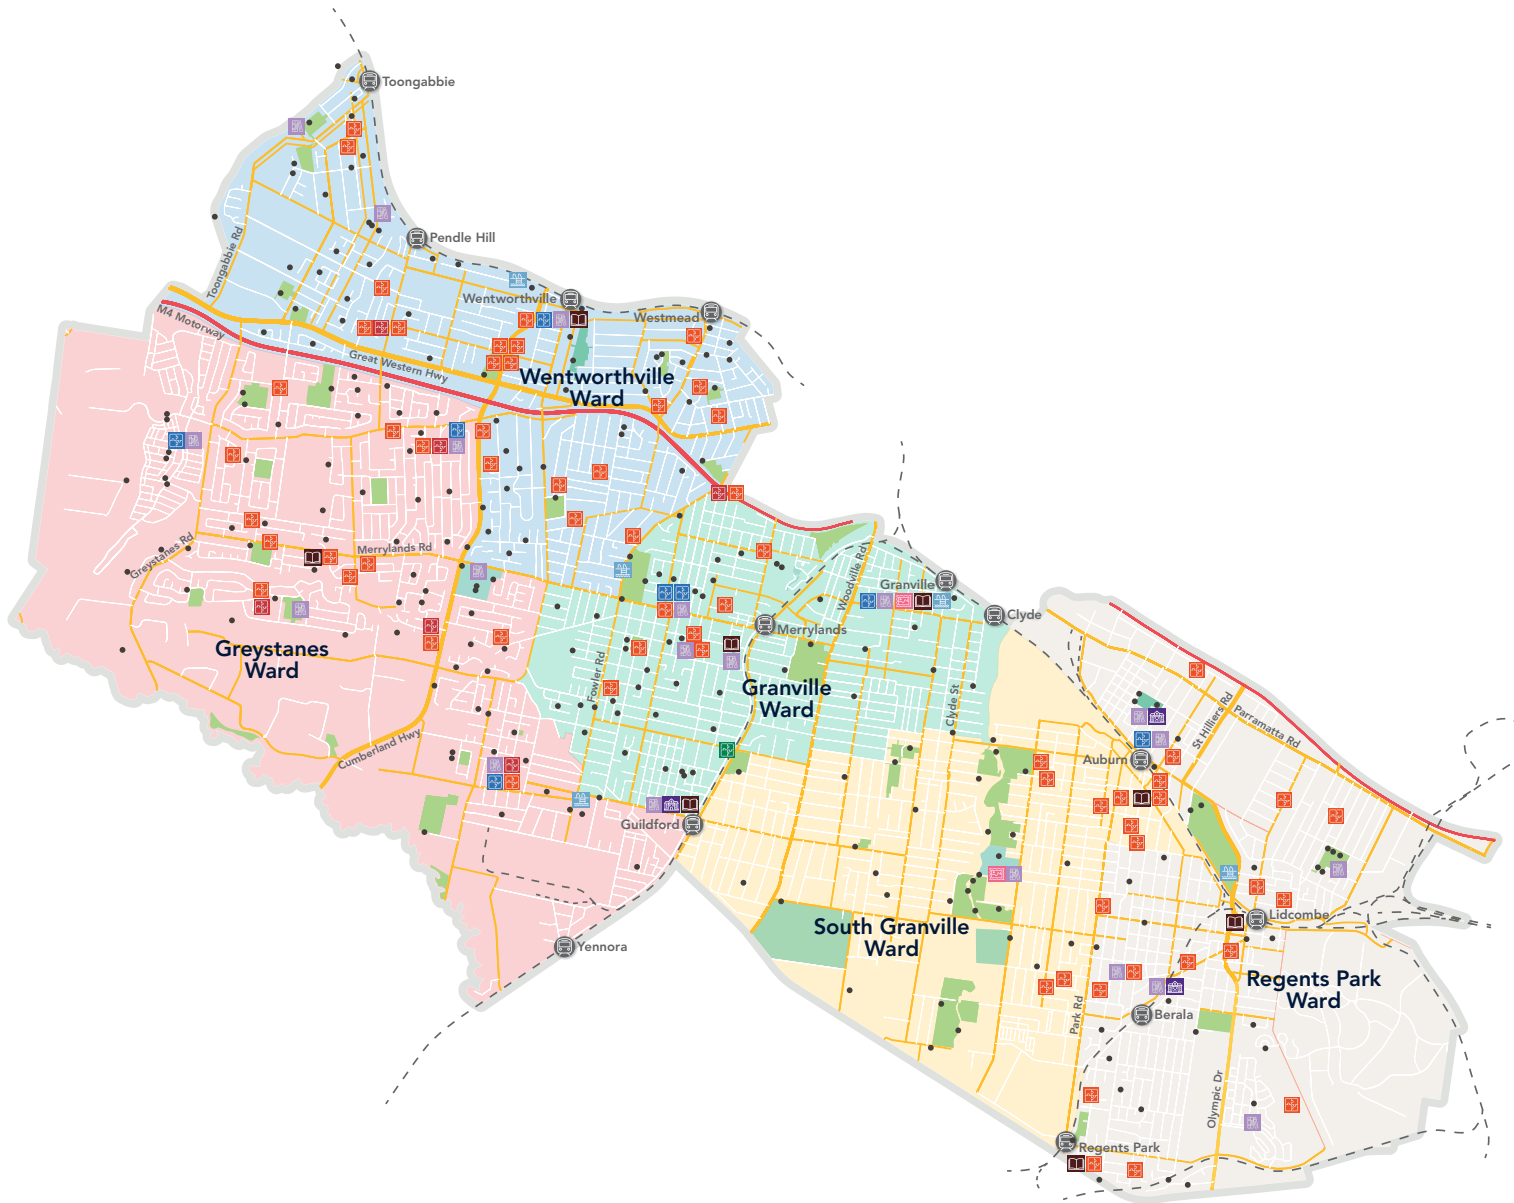 Toongabbie
Pendle Hill
Toongabbie Rd
Wentworthville
Westmead
M4 Motorway
Great Western Hwy
Wentworthville
Ward
Greystanes Rd
Merrylands Rd
Woodville Rd
Granville
Clyde
Merrylands
Greystanes
Ward
Fowler Rd
Granville
Ward
Clyde St
St Hilliers Rd
Parramatta Rd
Cumberland Hwy
Auburn
Guildford
South Granville
Ward
Lidcombe
Yennora
Regents Park
Ward
Park Rd
Berala
Olympic Dr
Regents Park